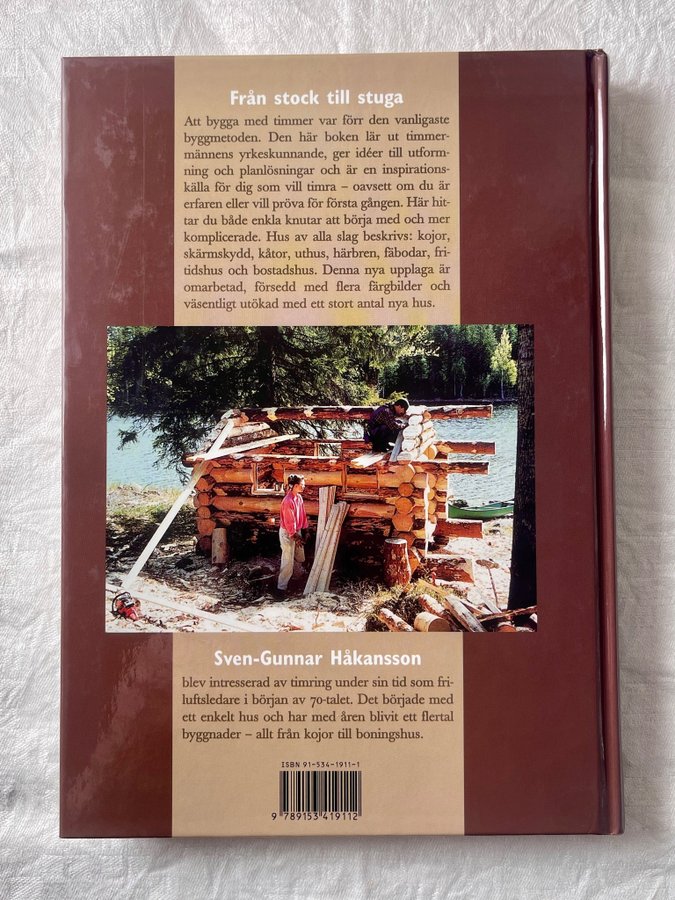 Från stock till stuga
Att bygga med timmer var förr den vanligaste
byggmetoden. Den här boken lär ut timmer-
männens yrkeskunnande, ger idéer till utform-
ning och planlösningar och är en inspirations-
källa för dig som vill timra – oavsett om du är
erfaren eller vill pröva för första gången. Här hit-
tar du både enkla knutar att börja med och mer
komplicerade. Hus av alla slag beskrivs: kojor,
skärmskydd, kåtor, uthus, härbren, fäbodar, fri-
tidshus och bostadshus. Denna nya upplaga är
omarbetad, försedd med flera färgbilder och
väsentligt utökad med ett stort antal nya hus.
Sven-Gunnar Håkansson
blev intresserad av timring under sin tid som fri-
luftsledare i början av 70-talet. Det började med
ett enkelt hus och har med åren blivit ett flertal
byggnader – allt från kojor till boningshus.
ISBN 91-534-1911-1
9 789153 419112